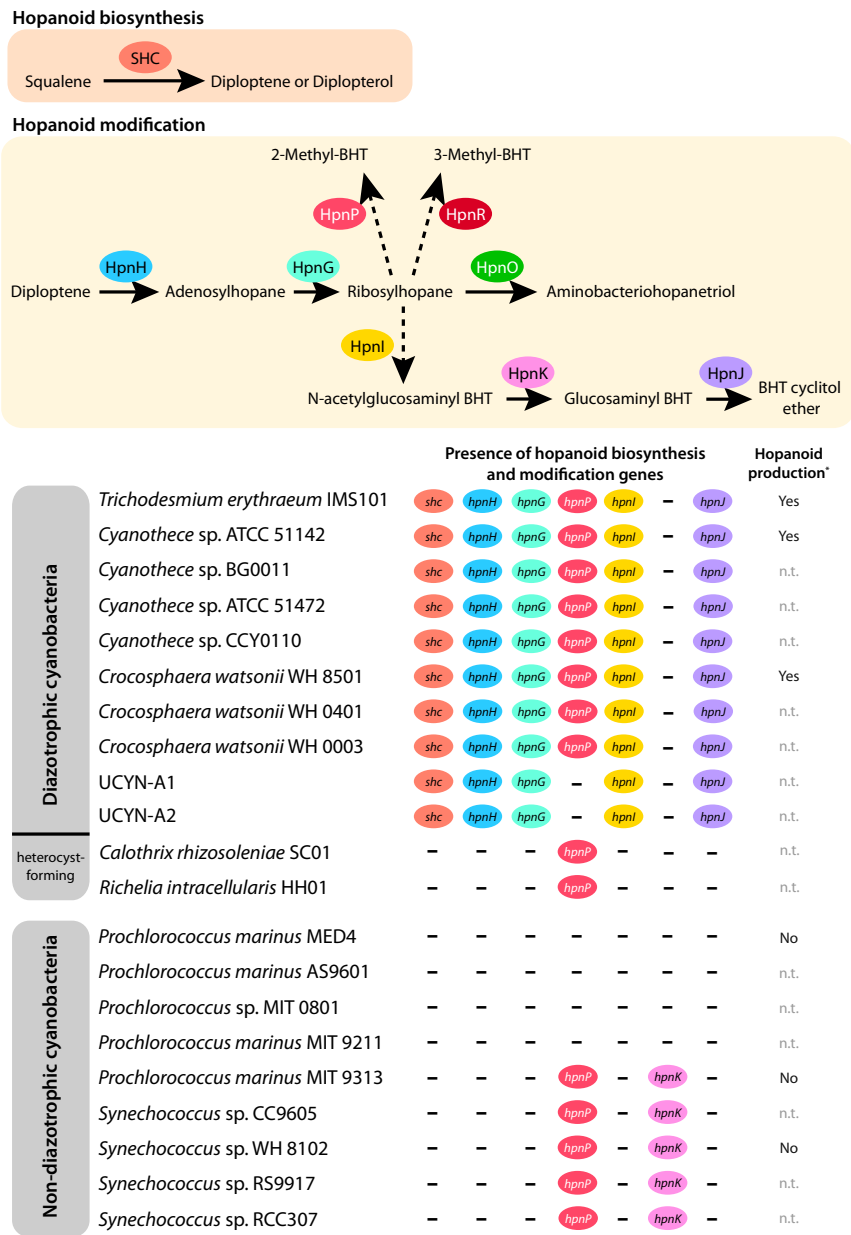 Hopanoid biosynthesis
SHC
Squalene Diploptene or Diplopterol
Hopanoid modification
2-Methyl-BHT 3-Methyl-BHT
HpnP HpnR
HpnH HpnG HpnO
Diploptene Adenosylhopane Ribosylhopane Aminobacteriohopanetriol
HpnI
HpnK HpnJ
N-acetylglucosaminyl BHT Glucosaminyl BHT BHT cyclitol
ether
Presence of hopanoid biosynthesis
and modification genes
Hopanoid
production*
Diazotrophic cyanobacteria
Trichodesmium erythraeum IMS101 shc hpnH hpnG hpnP hpnI – hpnJ Yes
Cyanothece sp. ATCC 51142 shc hpnH hpnG hpnP hpnI – hpnJ Yes
Cyanothece sp. BG0011 shc hpnH hpnG hpnP hpnI – hpnJ n.t.
Cyanothece sp. ATCC 51472 shc hpnH hpnG hpnP hpnI – hpnJ n.t.
Cyanothece sp. CCY0110 shc hpnH hpnG hpnP hpnI – hpnJ n.t.
Crocosphaera watsonii WH 8501 shc hpnH hpnG hpnP hpnI – hpnJ Yes
Crocosphaera watsonii WH 0401 shc hpnH hpnG hpnP hpnI – hpnJ n.t.
Crocosphaera watsonii WH 0003 shc hpnH hpnG hpnP hpnI – hpnJ n.t.
UCYN-A1 shc hpnH hpnG – hpnI – hpnJ n.t.
UCYN-A2 shc hpnH hpnG – hpnI – hpnJ n.t.
heterocyst-
forming
Calothrix rhizosoleniae SC01 – – – hpnP – – – n.t.
Richelia intracellularis HH01 – – – hpnP – – – n.t.
Non-diazotrophic cyanobacteria
Prochlorococcus marinus MED4 – – – – – – – No
Prochlorococcus marinus AS9601 – – – – – – – n.t.
Prochlorococcus sp. MIT 0801 – – – – – – – n.t.
Prochlorococcus marinus MIT 9211 – – – – – – – n.t.
Prochlorococcus marinus MIT 9313 – – – hpnP – hpnK – No
Synechococcus sp. CC9605 – – – hpnP – hpnK – n.t.
Synechococcus sp. WH 8102 – – – hpnP – hpnK – No
Synechococcus sp. RS9917 – – – hpnP – hpnK – n.t.
Synechococcus sp. RCC307 – – – hpnP – hpnK – n.t.